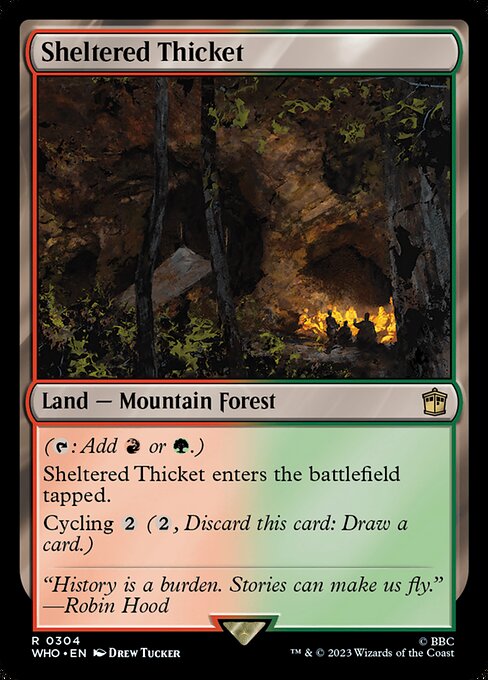 Sheltered Thicket
Land — Mountain Forest
(: Add or .)
Sheltered Thicket enters the battlefield
tapped.
Cycling 2 (2, Discard this card: Draw a
card.)
“History is a burden. Stories can make us fly.”
—Robin Hood
R 0304
WHO • EN Drew Tucker
© BBC
™ & © 2023 Wizards of the Coast